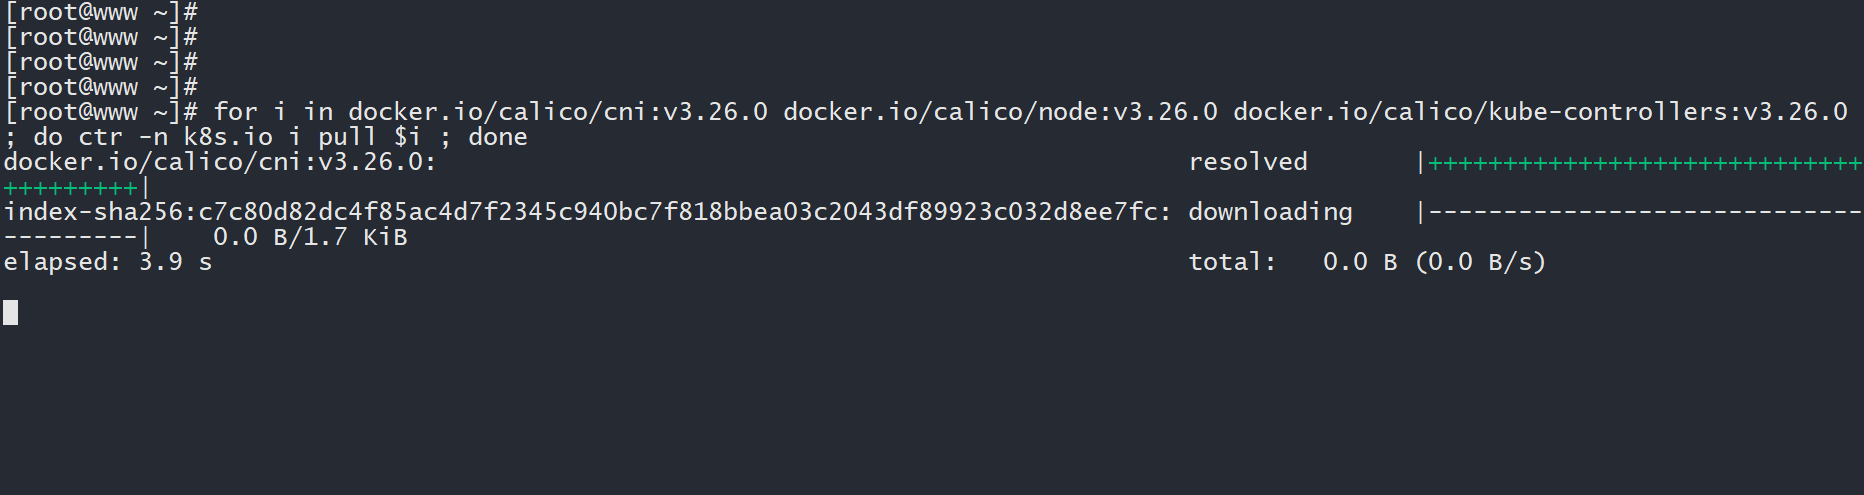 [root@www ~]#
[root@www ~]#
[root@www ~]#
[root@www ~]#
[root@www ~]# for i in docker.io/calico/cni:v3.26.0 docker.io/calico/node:v3.26.0 docker.io/calico/kube-controllers:v3.26.0
; do ctr -n k8s.io i pull $i ; done
docker.io/calico/cni:v3.26.0: resolved |+++++++++++++++++++++++++++++
+++++++++|
index-sha256:c7c80d82dc4f85ac4d7f2345c940bc7f818bbea03c2043df89923c032d8ee7fc: downloading |-----------------------------
---------| 0.0 B/1.7 KiB
elapsed: 3.9 s total: 0.0 B (0.0 B/s)